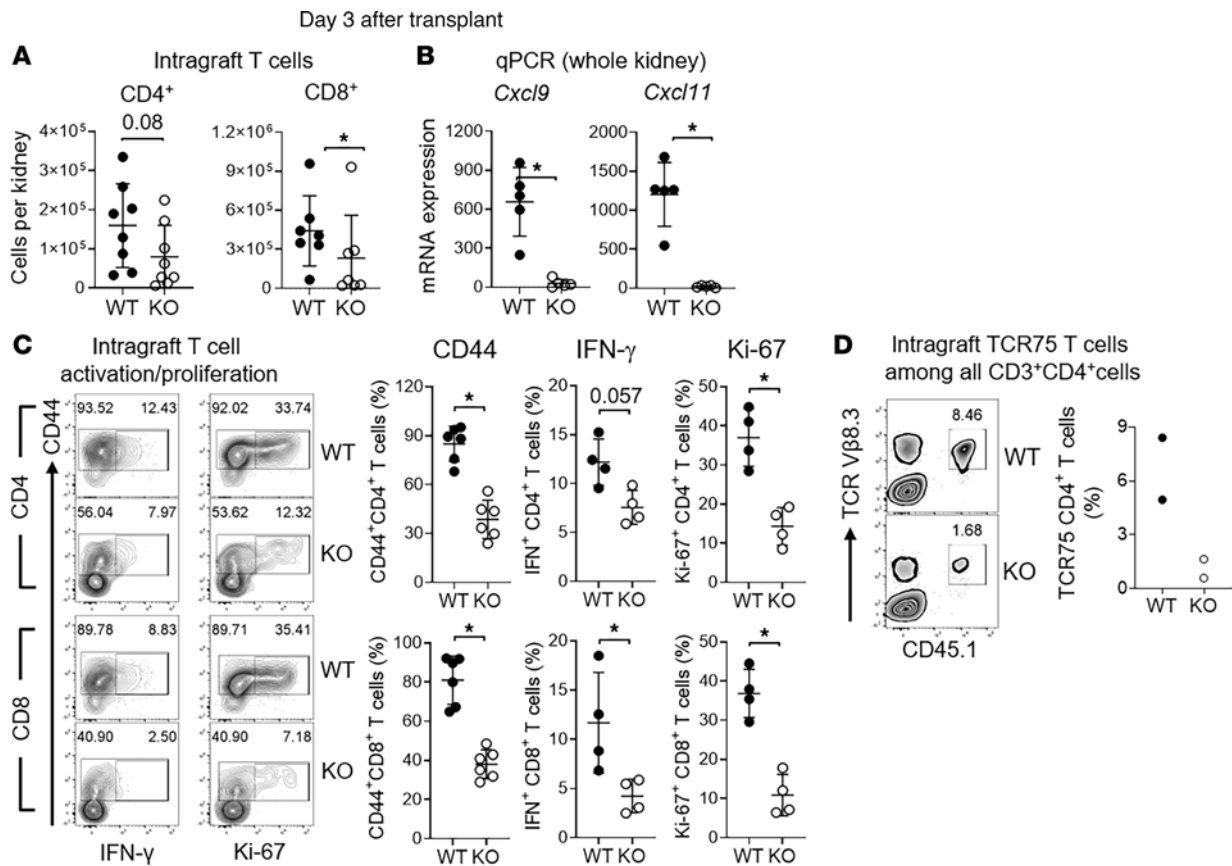 Day 3 after transplant
A
Intragraft T cells
CD4⁺
CD8⁺
Cells per kidney
4×10⁵
3×10⁵
2×10⁵
1×10⁵
0
0.08
WT KO
1.2×10⁶
9×10⁵
6×10⁵
3×10⁵
0
*
WT KO
B
qPCR (whole kidney)
Cxcl9
Cxcl11
mRNA expression
1200
900
600
300
0
*
WT KO
2000
1500
1000
500
0
*
WT KO
C
Intragraft T cell
activation/proliferation
CD44
CD4
93.52 12.43
92.02 33.74
WT
56.04 7.97
53.62 12.32
KO
CD8
89.78 8.83
89.71 35.41
WT
40.90 2.50
40.90 7.18
KO
IFN-γ
Ki-67
CD44
CD44⁺CD4⁺ T cells (%)
120
90
60
30
0
*
WT KO
IFN-γ
IFN⁺ CD4⁺ T cells (%)
20
15
10
5
0
0.057
WT KO
Ki-67
Ki-67⁺ CD4⁺ T cells (%)
50
40
30
20
10
0
*
WT KO
CD44⁺CD8⁺ T cells (%)
100
80
60
40
20
0
*
WT KO
IFN⁺ CD8⁺ T cells (%)
20
15
10
5
0
*
WT KO
Ki-67⁺ CD8⁺ T cells (%)
50
40
30
20
10
0
*
WT KO
D
Intragraft TCR75 T cells
among all CD3⁺CD4⁺cells
TCR Vβ8.3
8.46
WT
1.68
KO
CD45.1
TCR75 CD4⁺ T cells
(%)
9
6
3
0
WT KO